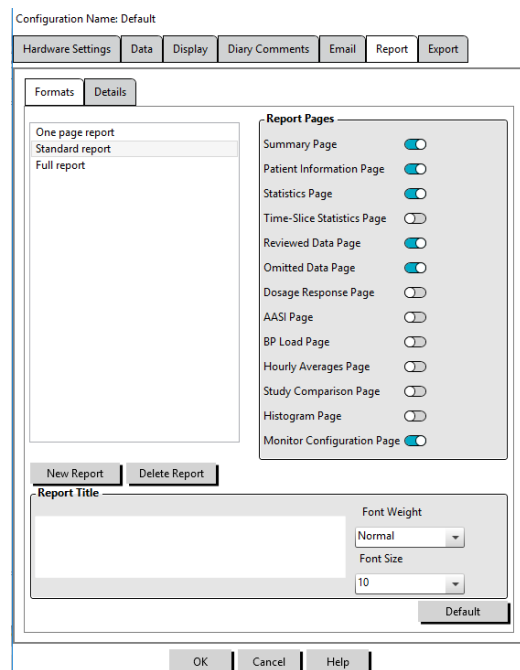 Configuration Name: Default
Hardware Settings Data Display Diary Comments Email Report Export
Formats Details
One page report
Standard report
Full report
Report Pages
Summary Page
Patient Information Page
Statistics Page
Time-Slice Statistics Page
Reviewed Data Page
Omitted Data Page
Dosage Response Page
AASI Page
BP Load Page
Hourly Averages Page
Study Comparison Page
Histogram Page
Monitor Configuration Page
New Report Delete Report
Report Title
Font Weight
Normal
Font Size
10
Default
OK Cancel Help